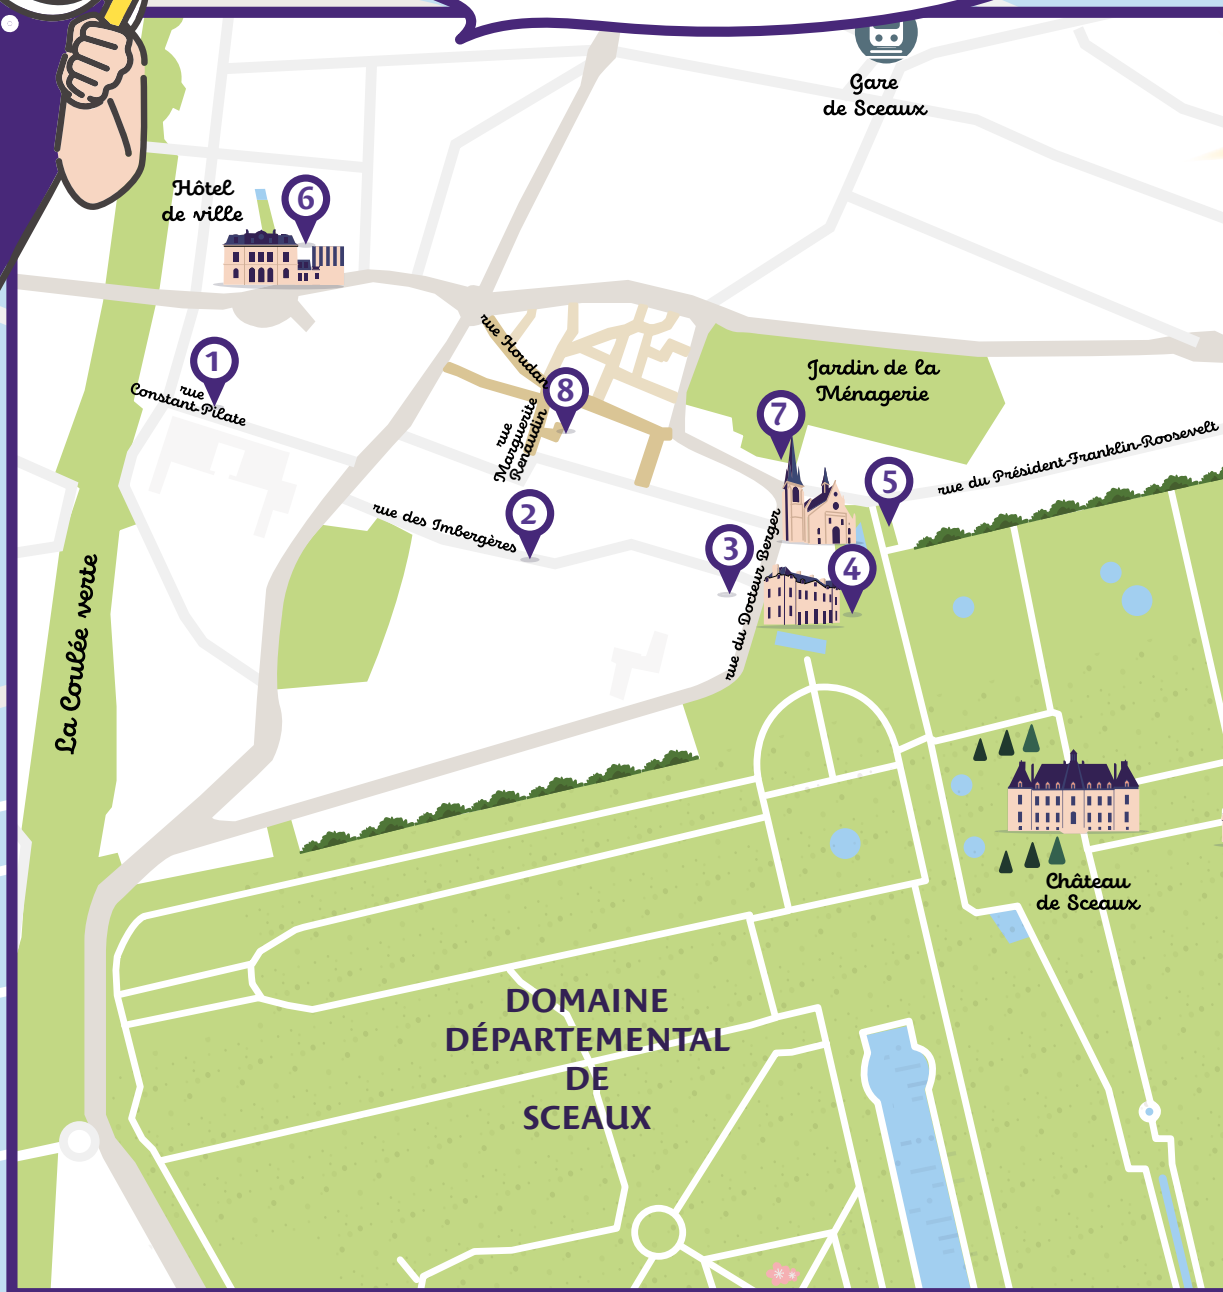 Gare
de Sceaux
Hôtel
de ville
6
1
rue
Constant-Pilate
rue Houdan
8
rue
Marguerite
Renaudin
Jardin de la
Ménagerie
7
5
rue du Président-Franklin-Roosevelt
rue des Imbergères
2
3
4
rue du Docteur Berger
La Coulée verte
Château
de Sceaux
DOMAINE
DÉPARTEMENTAL
DE
SCEAUX